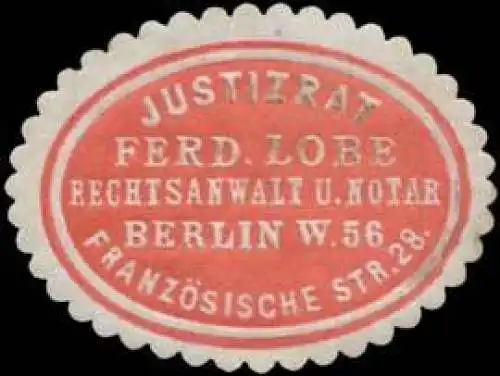 JUSTIZRAT
FERD. LOBE
RECHTSANWALT U. NOTAR
BERLIN W. 56
FRANZÖSISCHE STR. 28.